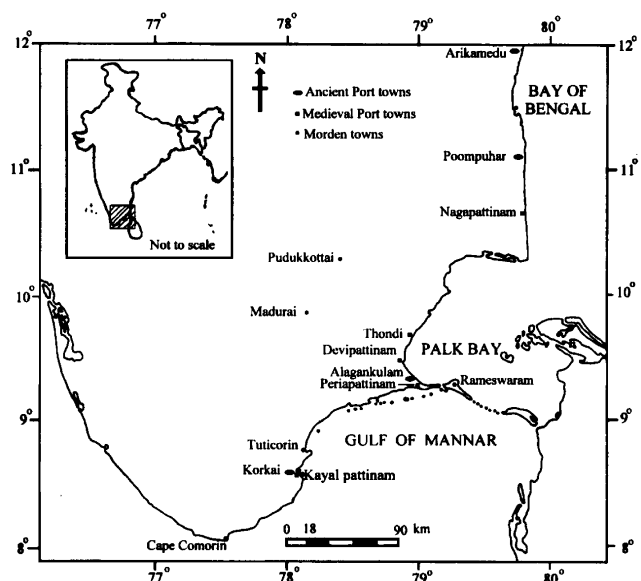 77° 78° 79° 80°
12° 12°
N
Arikamedu
BAY OF
BENGAL
Ancient Port towns
Medieval Port towns
Morden towns
11° 11°
Poompuhar
Nagapattinam
Not to scale
Pudukkottai
10° 10°
Madurai
Thondi
Devipattinam
PALK BAY
Alagankulam
Periapattinam
Rameswaram
9° 9°
Tuticorin
GULF OF MANNAR
Korkai
Kayal pattinam
0 18 90 km
Cape Comorin
8° 8°
77° 78° 79° 80°